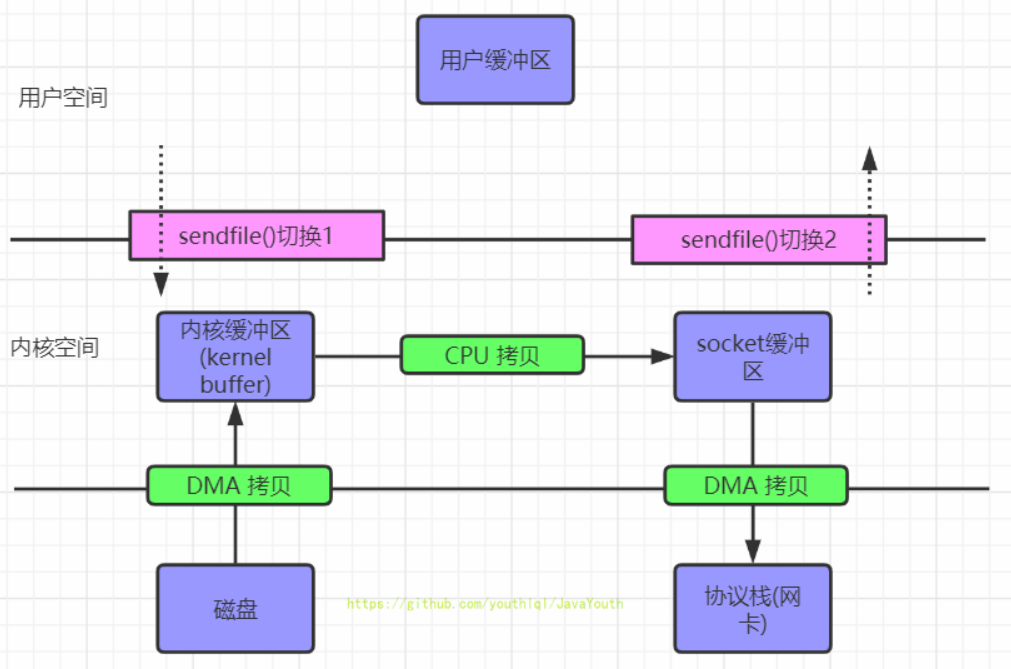 用户缓冲区
用户空间
sendfile()切换1
sendfile()切换2
内核空间
内核缓冲区
(kernel
buffer)
CPU 拷贝
socket缓冲
区
DMA 拷贝
DMA 拷贝
磁盘
https://github.com/youthlql/JavaYouth
协议栈(网
卡)